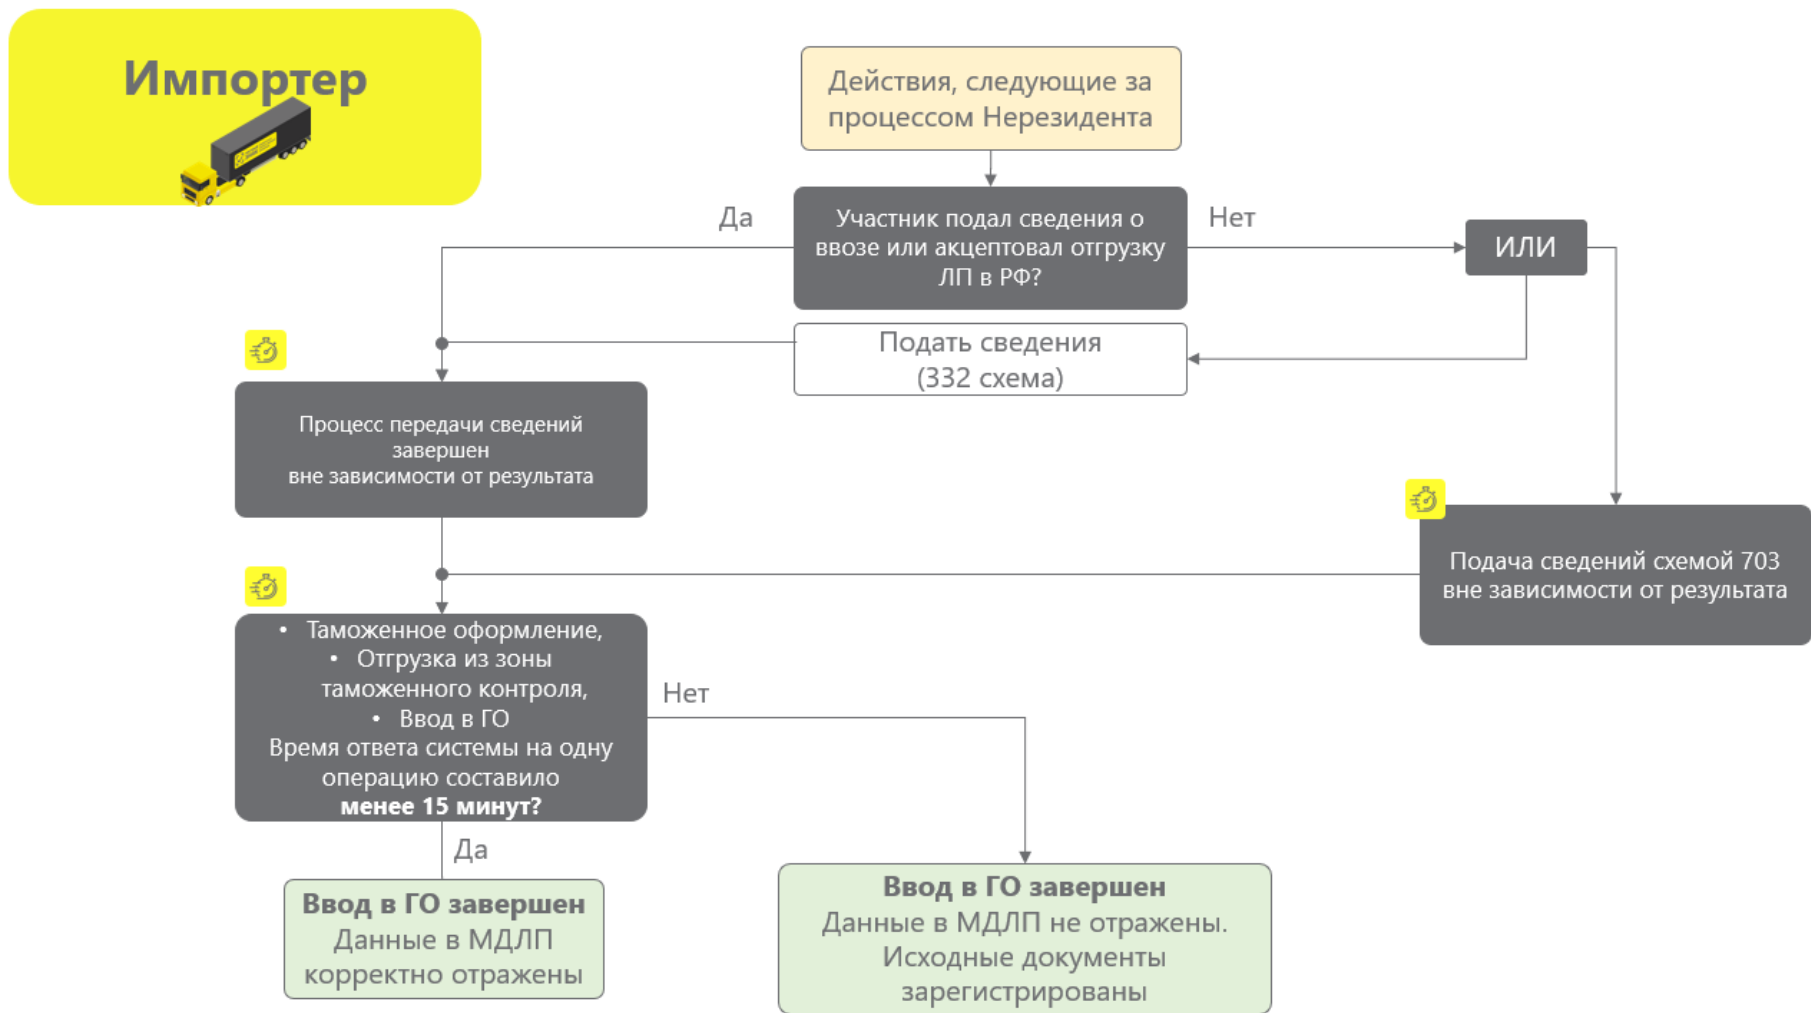 Импортер
Действия, следующие за
процессом Нерезидента
Да
Участник подал сведения о
ввозе или акцептовал отгрузку
ЛП в РФ?
Нет
ИЛИ
Подать сведения
(332 схема)
Процесс передачи сведений
завершен
вне зависимости от результата
Подача сведений схемой 703
вне зависимости от результата
• Таможенное оформление,
• Отгрузка из зоны
таможенного контроля,
• Ввод в ГО
Время ответа системы на одну
операцию составило
менее 15 минут?
Нет
Да
Ввод в ГО завершен
Данные в МДЛП
корректно отражены
Ввод в ГО завершен
Данные в МДЛП не отражены.
Исходные документы
зарегистрированы